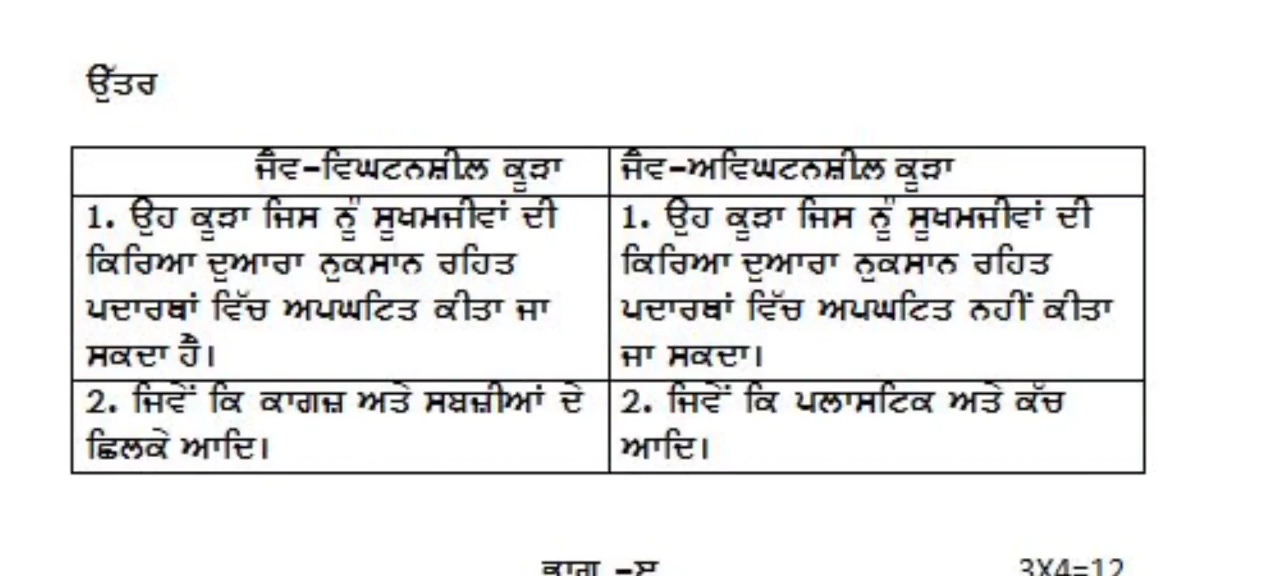 ਉੱਤਰ
ਜੈਵ-ਵਿਘਟਨਸ਼ੀਲ ਕੂੜਾ
ਜੈਵ-ਅਵਿਘਟਨਸ਼ੀਲ ਕੂੜਾ
1. ਉਹ ਕੂੜਾ ਜਿਸ ਨੂੰ ਸੂਖਮਜੀਵਾਂ ਦੀ
ਕਿਰਿਆ ਦੁਆਰਾ ਨੁਕਸਾਨ ਰਹਿਤ
ਪਦਾਰਥਾਂ ਵਿੱਚ ਅਪਘਟਿਤ ਕੀਤਾ ਜਾ
ਸਕਦਾ ਹੈ।
1. ਉਹ ਕੂੜਾ ਜਿਸ ਨੂੰ ਸੂਖਮਜੀਵਾਂ ਦੀ
ਕਿਰਿਆ ਦੁਆਰਾ ਨੁਕਸਾਨ ਰਹਿਤ
ਪਦਾਰਥਾਂ ਵਿੱਚ ਅਪਘਟਿਤ ਨਹੀਂ ਕੀਤਾ
ਜਾ ਸਕਦਾ।
2. ਜਿਵੇਂ ਕਿ ਕਾਗਜ਼ ਅਤੇ ਸਬਜ਼ੀਆਂ ਦੇ
ਛਿਲਕੇ ਆਦਿ।
2. ਜਿਵੇਂ ਕਿ ਪਲਾਸਟਿਕ ਅਤੇ ਕੱਚ
ਆਦਿ।
3X4=12